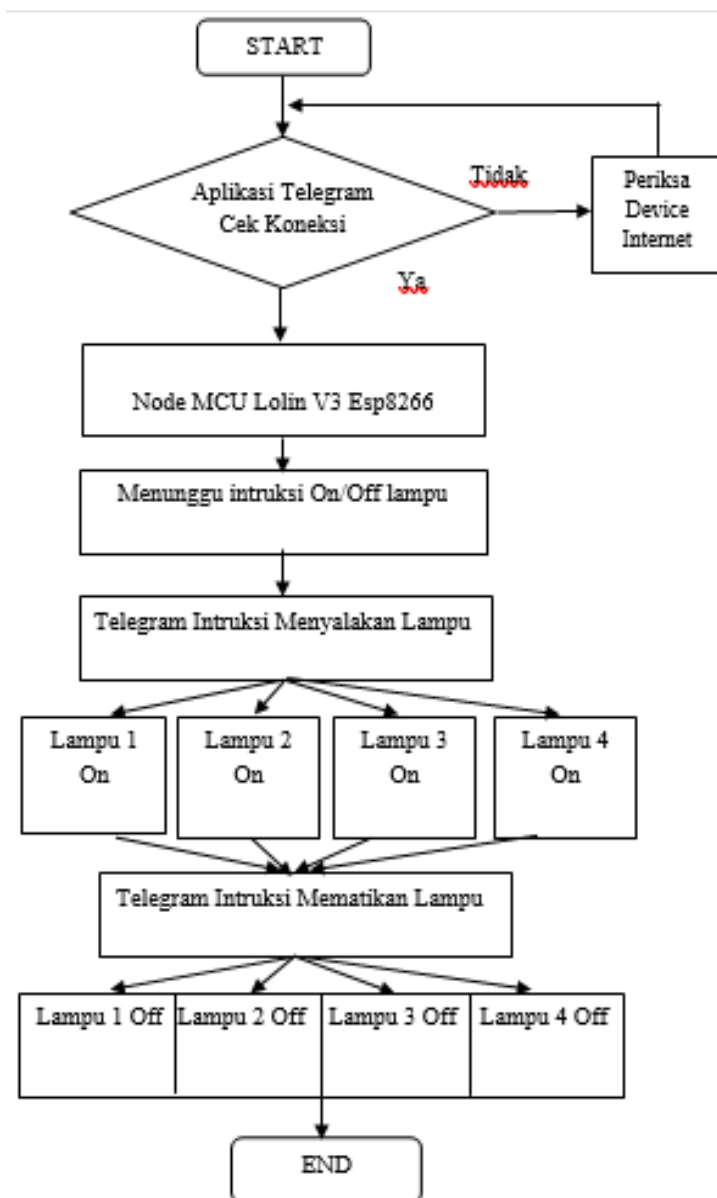 START
Aplikasi Telegram
Cek Koneksi
Tidak
Periksa
Device
Internet
Ya
Node MCU Lolin V3 Esp8266
Menunggu intruksi On/Off lampu
Telegram Intruksi Menyalakan Lampu
Lampu 1
On
Lampu 2
On
Lampu 3
On
Lampu 4
On
Telegram Intruksi Mematikan Lampu
Lampu 1 Off
Lampu 2 Off
Lampu 3 Off
Lampu 4 Off
END